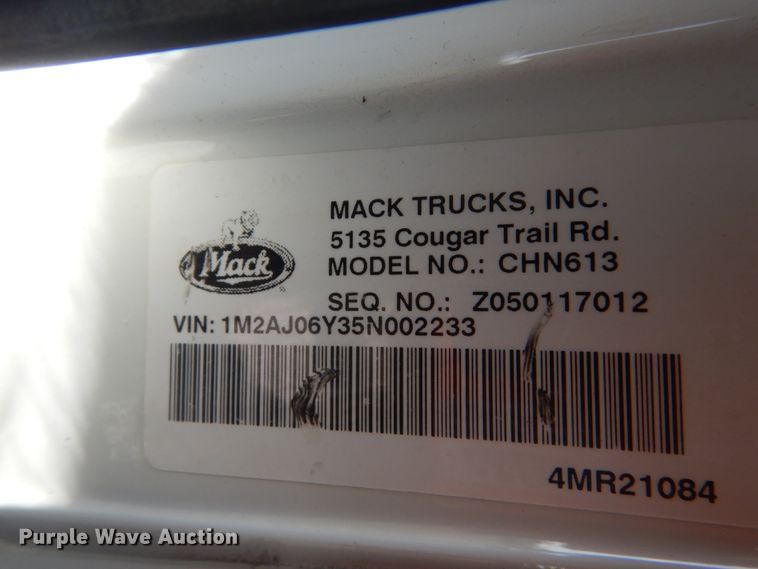 MACK TRUCKS, INC.
5135 Cougar Trail Rd.
Mack
MODEL NO.: CHN613
SEQ. NO.: Z050117012
VIN: 1M2AJ06Y35N002233
4MR21084
Purple Wave Auction